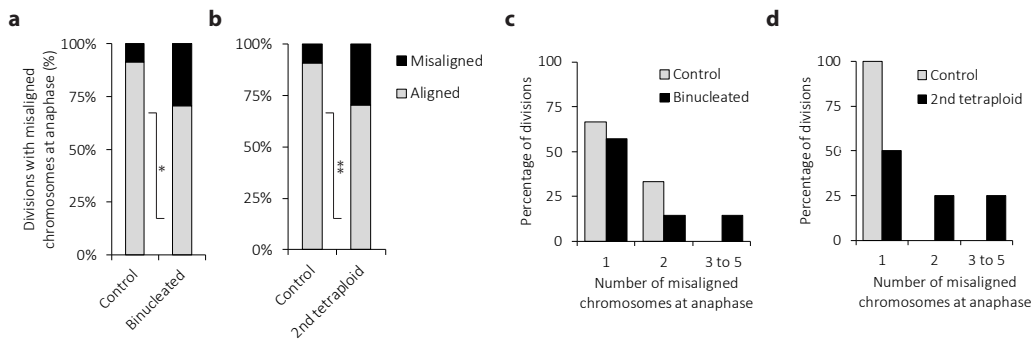 a
Divisions with misaligned
chromosomes at anaphase (%)
100%
75%
50%
25%
0%
*
Control
Binucleated
b
100%
75%
50%
25%
0%
**
Control
2nd tetraploid
Misaligned
Aligned
c
Percentage of divisions
100
75
50
25
0
Control
Binucleated
1 2 3 to 5
Number of misaligned
chromosomes at anaphase
d
Percentage of divisions
100
75
50
25
0
Control
2nd tetraploid
1 2 3 to 5
Number of misaligned
chromosomes at anaphase